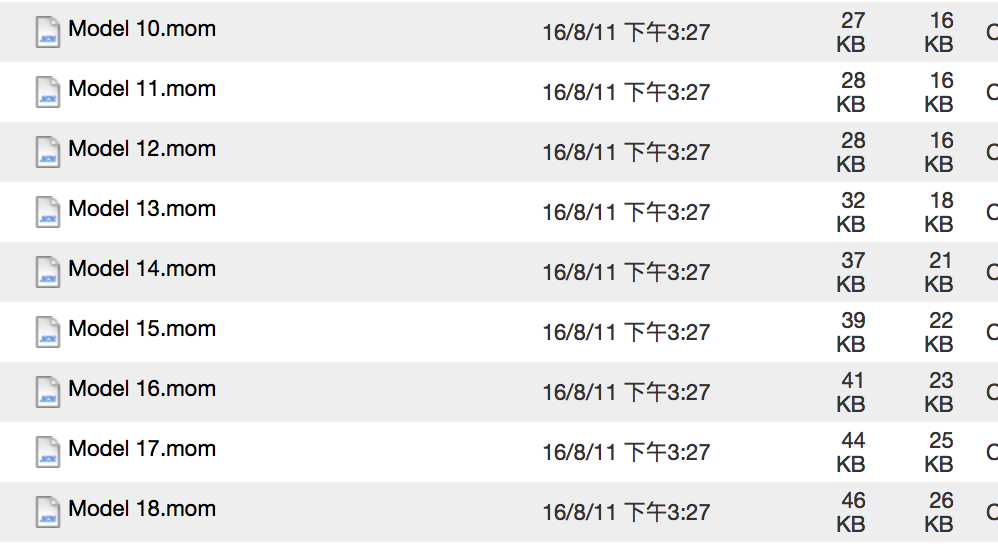 Model 10.mom 16/8/11 下午3:27 27 KB 16 KB
Model 11.mom 16/8/11 下午3:27 28 KB 16 KB
Model 12.mom 16/8/11 下午3:27 28 KB 16 KB
Model 13.mom 16/8/11 下午3:27 32 KB 18 KB
Model 14.mom 16/8/11 下午3:27 37 KB 21 KB
Model 15.mom 16/8/11 下午3:27 39 KB 22 KB
Model 16.mom 16/8/11 下午3:27 41 KB 23 KB
Model 17.mom 16/8/11 下午3:27 44 KB 25 KB
Model 18.mom 16/8/11 下午3:27 46 KB 26 KB